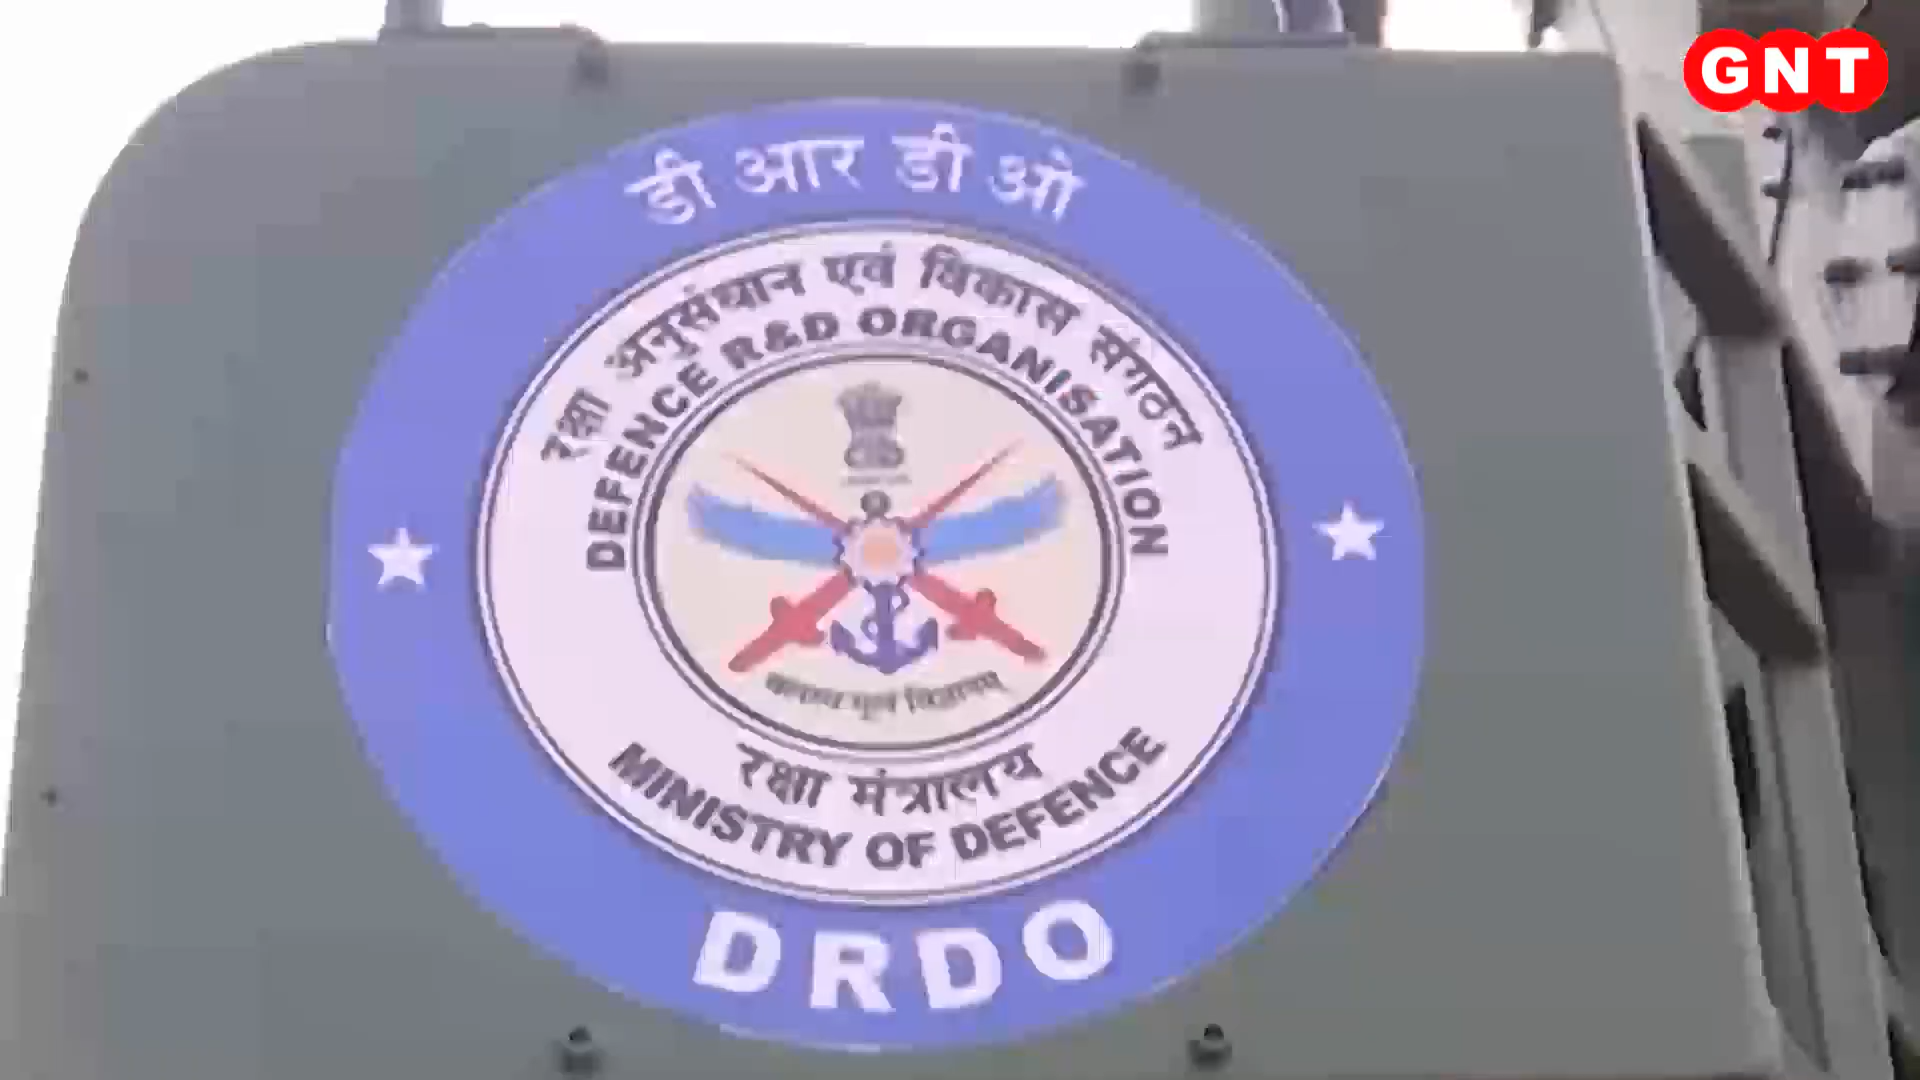 GNT
डी आर डी ओ
रक्षा अनुसंधान एवं विकास संगठन
DEFENCE R&D ORGANISATION
रक्षा मंत्रालय
MINISTRY OF DEFENCE
DRDO